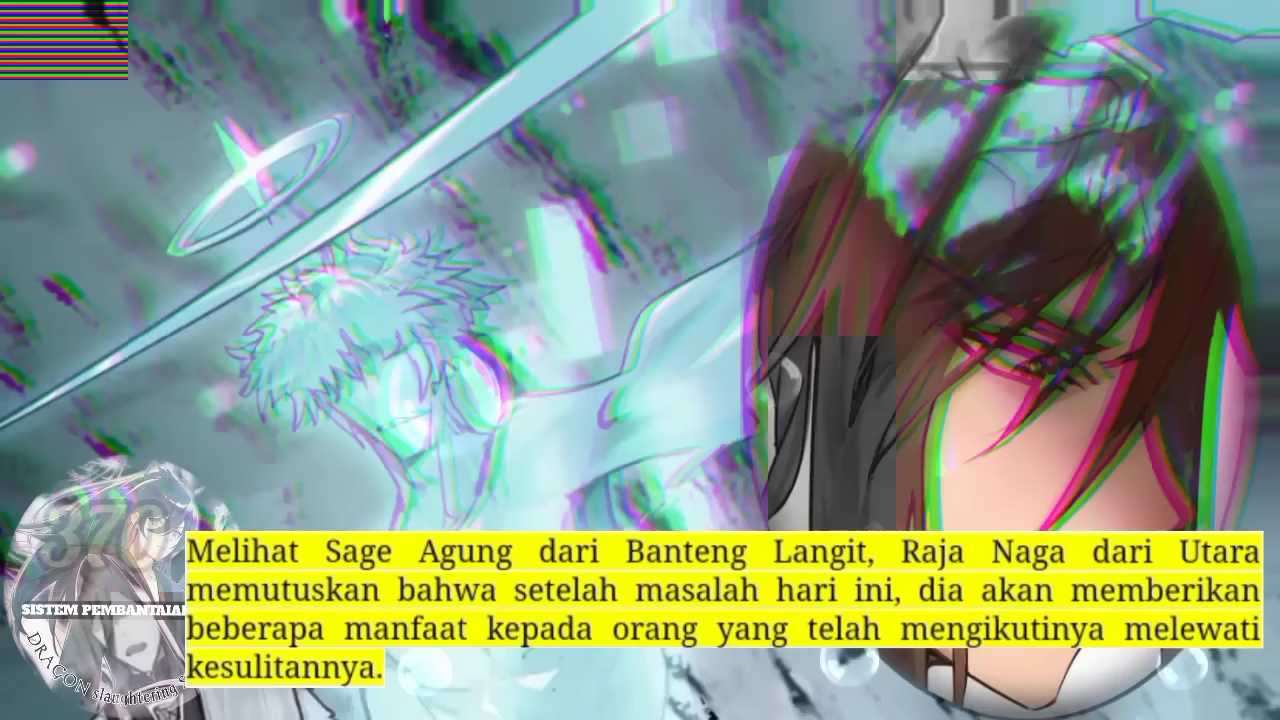 376
Melihat Sage Agung dari Banteng Langit, Raja Naga dari Utara
memutuskan bahwa setelah masalah hari ini, dia akan memberikan
beberapa manfaat kepada orang yang telah mengikutinya melewati
kesulitannya.
SISTEM PEMBANTAIAN
DRAGON slaughtering